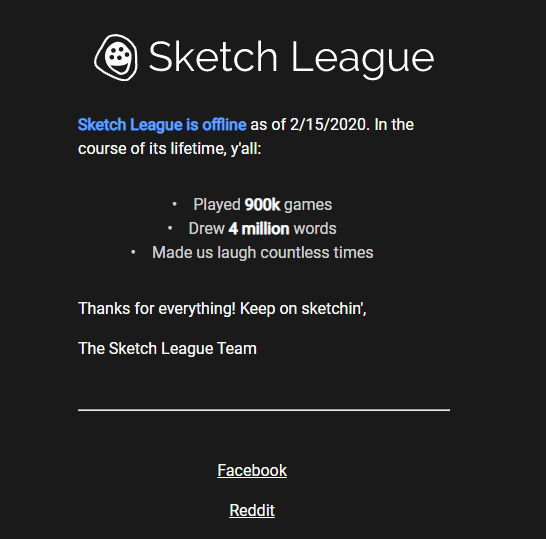 Sketch League
Sketch League is offline as of 2/15/2020. In the
course of its lifetime, y'all:
• Played 900k games
• Drew 4 million words
• Made us laugh countless times
Thanks for everything! Keep on sketchin',
The Sketch League Team
Facebook
Reddit